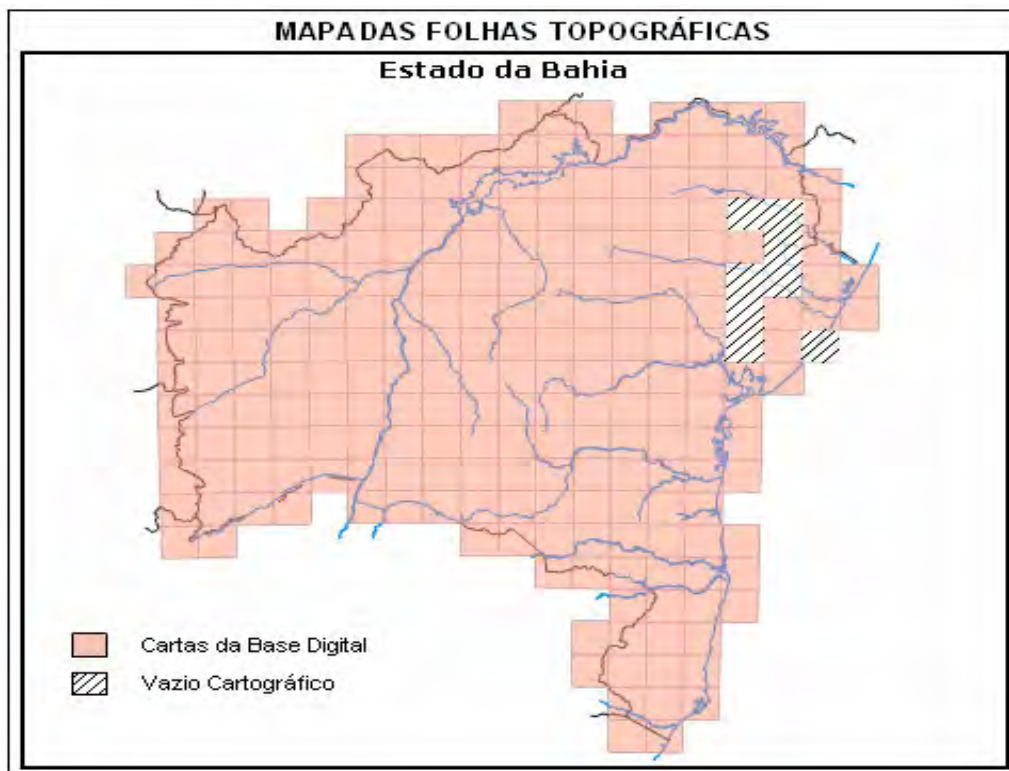 MAPA DAS FOLHAS TOPOGRÁFICAS
Estado da Bahia
Cartas da Base Digital
Vazio Cartográfico